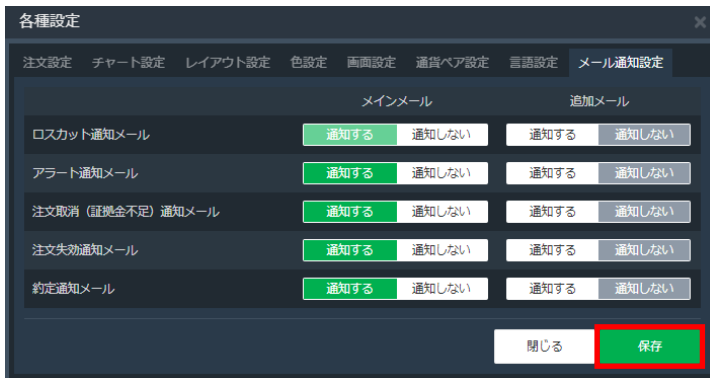 各種設定 ×
注文設定 チャート設定 レイアウト設定 色設定 画面設定 通貨ペア設定 言語設定 メール通知設定
メインメール 追加メール
ロスカット通知メール 通知する 通知しない 通知する 通知しない
アラート通知メール 通知する 通知しない 通知する 通知しない
注文取消（証拠金不足）通知メール 通知する 通知しない 通知する 通知しない
注文失効通知メール 通知する 通知しない 通知する 通知しない
約定通知メール 通知する 通知しない 通知する 通知しない
閉じる 保存